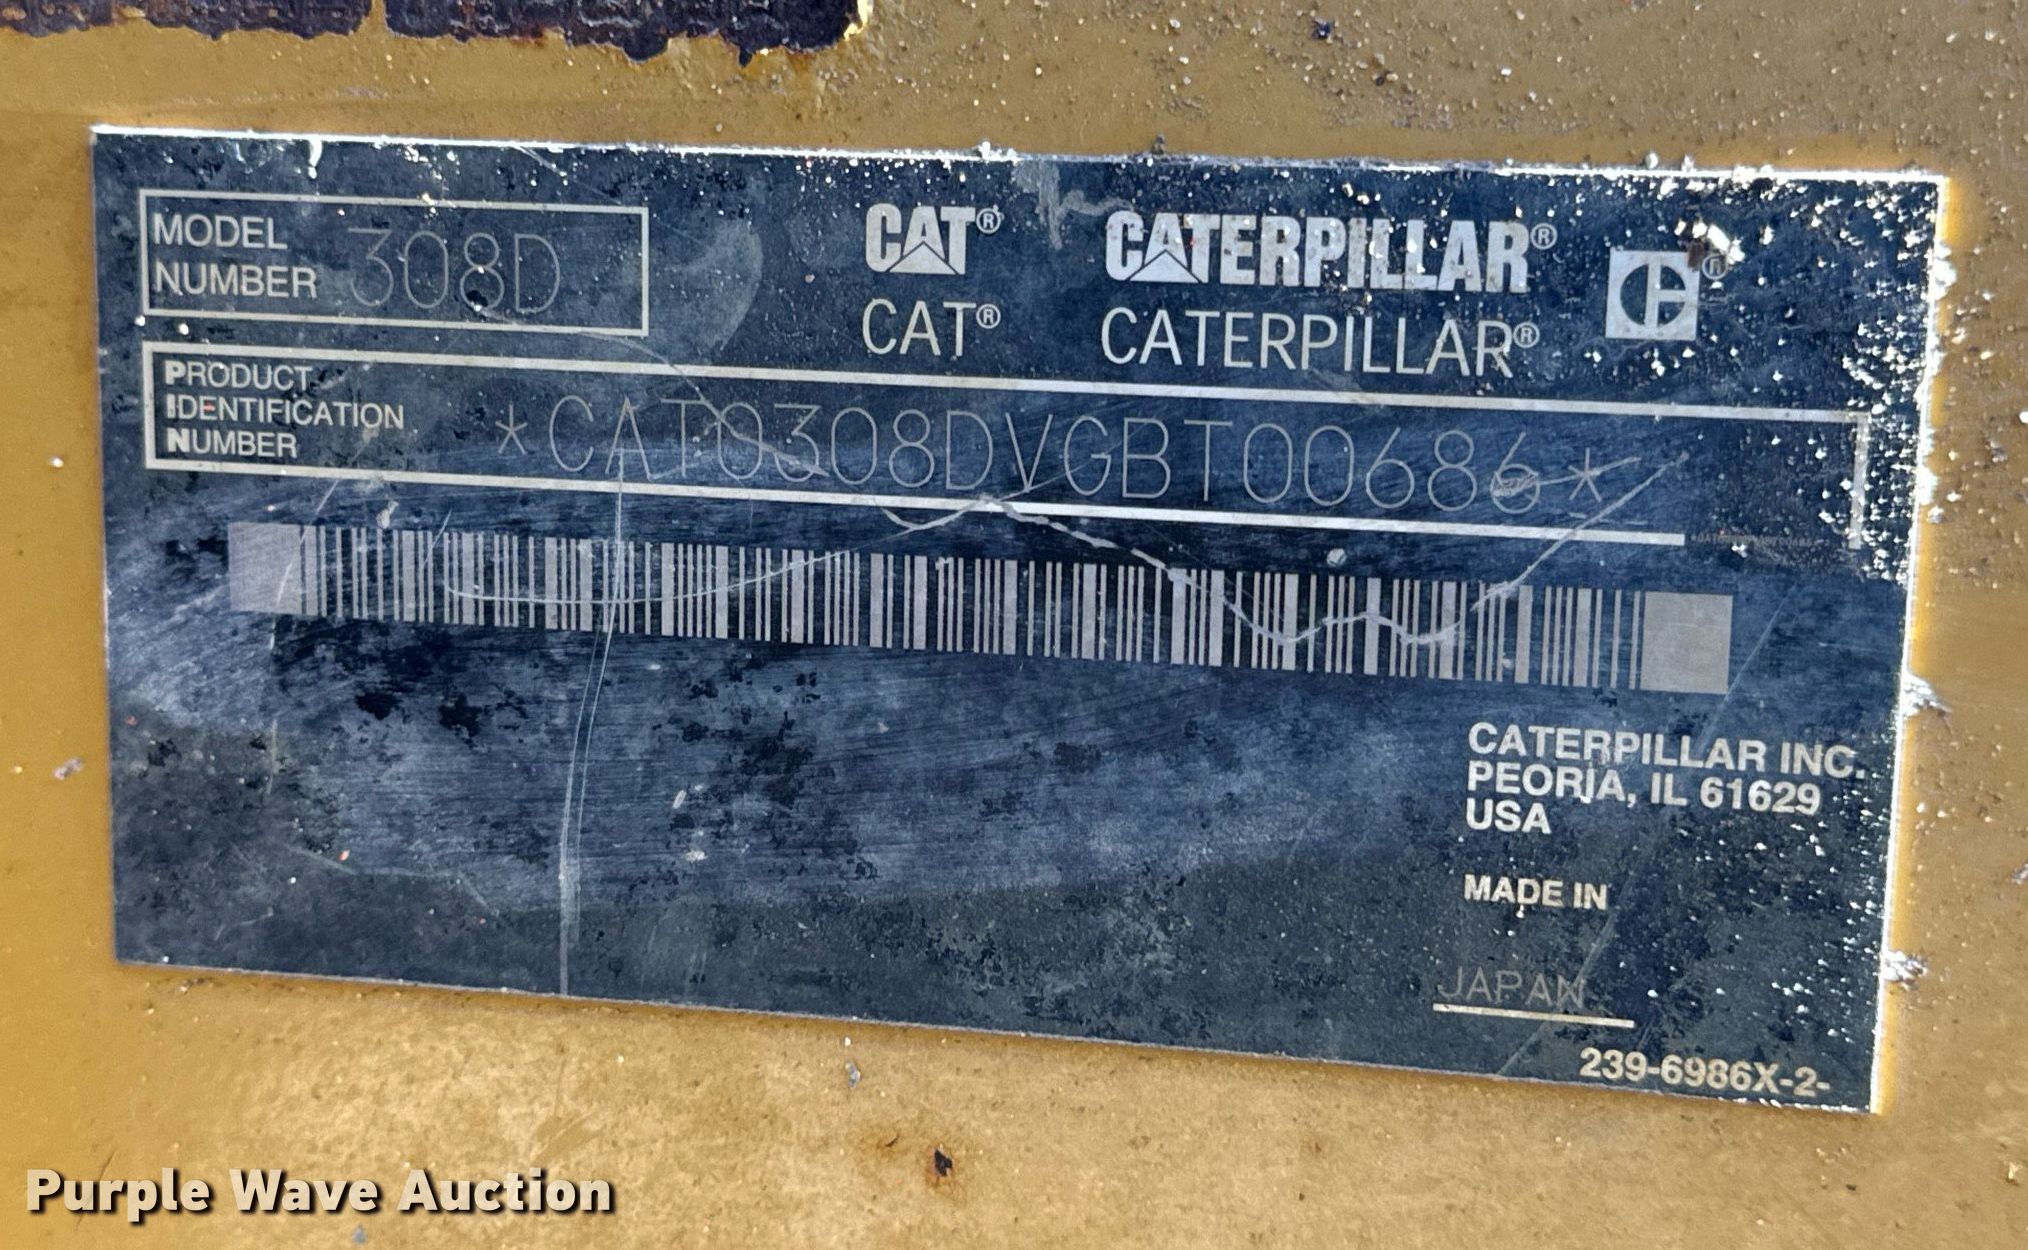 MODEL NUMBER 308D
CAT® CATERPILLAR® ®
CAT® CATERPILLAR®
PRODUCT
IDENTIFICATION
NUMBER
*CAT0308DVGBT00686*
CATERPILLAR INC.
PEORIA, IL 61629
USA
MADE IN
JAPAN
239-6986X-2-
Purple Wave Auction